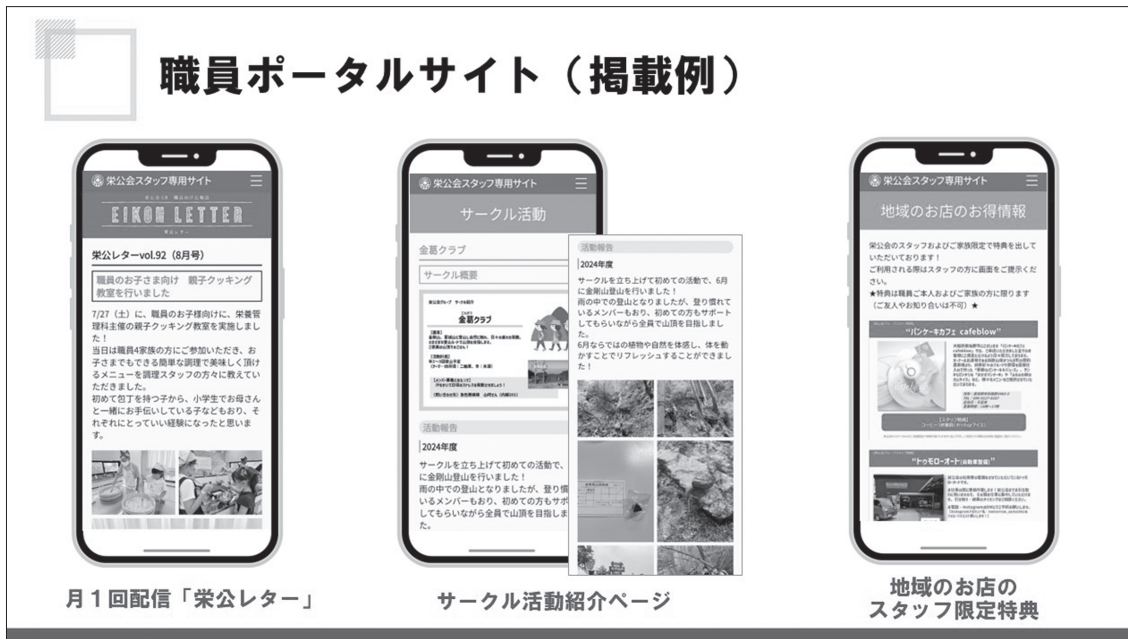 職員ポータルサイト（掲載例）
栄公会スタッフ専用サイト
EIKOH LETTER
栄公レター
栄公レターvol.92（8月号）
職員のお子さま向け　親子クッキング
教室を行いました
7/27（土）に、職員のお子様向けに、栄養管
理科主催の親子クッキング教室を実施しまし
た！
当日は職員4家族の方にご参加いただき、お
子さまでもできる簡単な調理で美味しく頂け
るメニューを調理スタッフの方々に教えてい
ただきました。
初めて包丁を持つ子から、小学生でお母さん
と一緒にお手伝いしている子などもおり、そ
れぞれにとっていい経験になったと思いま
す。
月１回配信「栄公レター」
栄公会スタッフ専用サイト
サークル活動
金葛クラブ
サークル概要
金葛クラブ
活動報告
2024年度
サークルを立ち上げて初めての活動で、
に金剛山登山を行いました！
雨の中での登山となりましたが、登り慣
いるメンバーもおり、初めての方もサポ
してもらいながら全員で山頂を目指しま
た。
活動報告
2024年度
サークルを立ち上げて初めての活動で、6月
に金剛山登山を行いました！
雨の中での登山となりましたが、登り慣れて
いるメンバーもおり、初めての方もサポート
してもらいながら全員で山頂を目指しまし
た。
6月ならではの植物や自然を体感し、体を動
かすことでリフレッシュすることができまし
た！
サークル活動紹介ページ
栄公会スタッフ専用サイト
地域のお店のお得情報
栄公会のスタッフおよびご家族限定で特典を出して
いただいております！
ご利用される際はスタッフの方に画面をご提示くだ
さい。
★特典は職員ご本人およびご家族の方に限ります
（ご友人やお知り合いは不可）★
"パンケーキカフェ cafeblow"
"トゥモローオート(自動車整備)"
地域のお店の
スタッフ限定特典